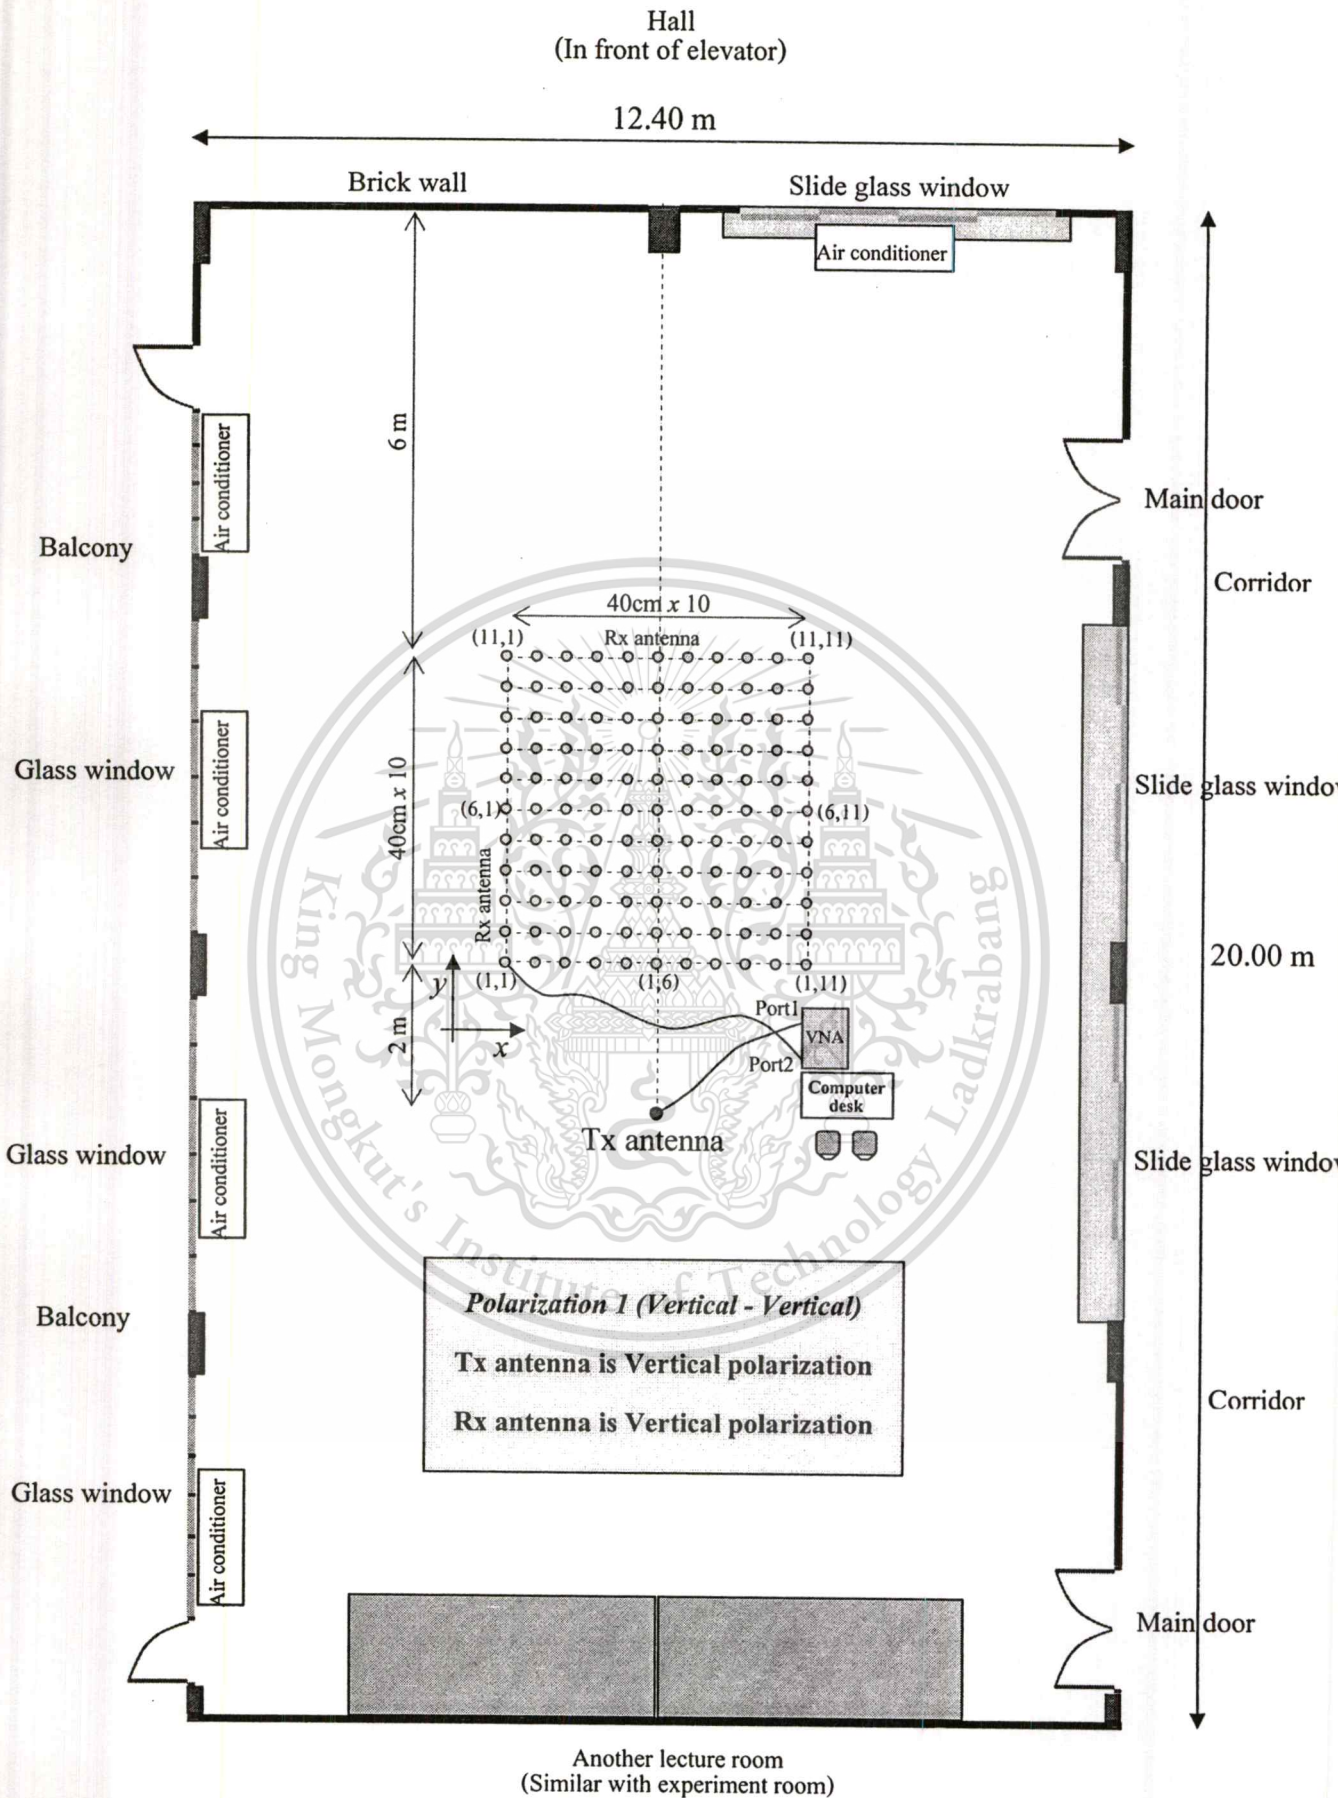 Hall
(In front of elevator)
12.40 m
Brick wall
Slide glass window
Air conditioner
6 m
Air conditioner
Main door
Balcony
Corridor
40cm x 10
(11,1)
Rx antenna
(11,11)
Air conditioner
Glass window
40cm x 10
Slide glass window
(6,1)
(6,11)
Rx antenna
20.00 m
(1,1)
(1,6)
(1,11)
y
x
2 m
Port1
VNA
Port2
Computer
desk
Tx antenna
Glass window
Air conditioner
Slide glass window
King Mongkut's Institute of Technology Ladkrabang
Polarization 1 (Vertical - Vertical)
Tx antenna is Vertical polarization
Rx antenna is Vertical polarization
Balcony
Corridor
Glass window
Air conditioner
Main door
Another lecture room
(Similar with experiment room)